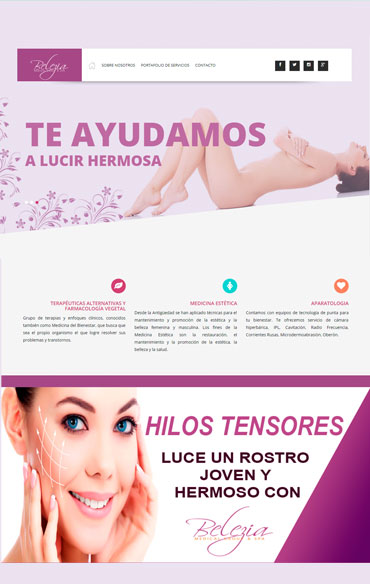 Belezia
SOBRE NOSOTROS PORTAFOLIO DE SERVICIOS CONTACTO
TE AYUDAMOS
A LUCIR HERMOSA
TERAPÉUTICAS ALTERNATIVAS Y
FARMACOLOGÍA VEGETAL
Grupo de terapias y enfoques clínicos, conocidos
también como Medicina del Bienestar, que busca que
sea el propio organismo el que logre resolver sus
problemas y transtornos.
MEDICINA ESTÉTICA
Desde la Antigüedad se han aplicado técnicas para el
mantenimiento y promoción de la estética y la
belleza femenina y masculina. Los fines de la
Medicina Estética son la restauración, el
mantenimiento y la promoción de la estética, la
belleza y la salud.
APARATOLOGIA
Contamos con equipos de tecnología de punta para
tu bienestar. Te ofrecemos servicio de cámara
hiperbárica, IPL, Cavitación, Radio Frecuencia,
Corrientes Rusas, Microdermoabrasión, Oberón.
HILOS TENSORES
LUCE UN ROSTRO
JOVEN Y
HERMOSO CON
Belezia
MEDICAL & SPA